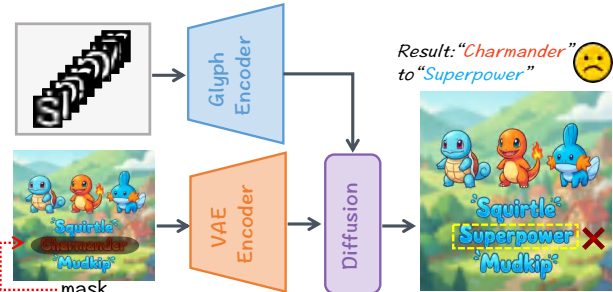 Glyph
Encoder
Result:"Charmander"
to"Superpower"
VAE
Encoder
Diffusion
Squirtle
Charmander
Mudkip
mask
Squirtle
Superpower
Mudkip